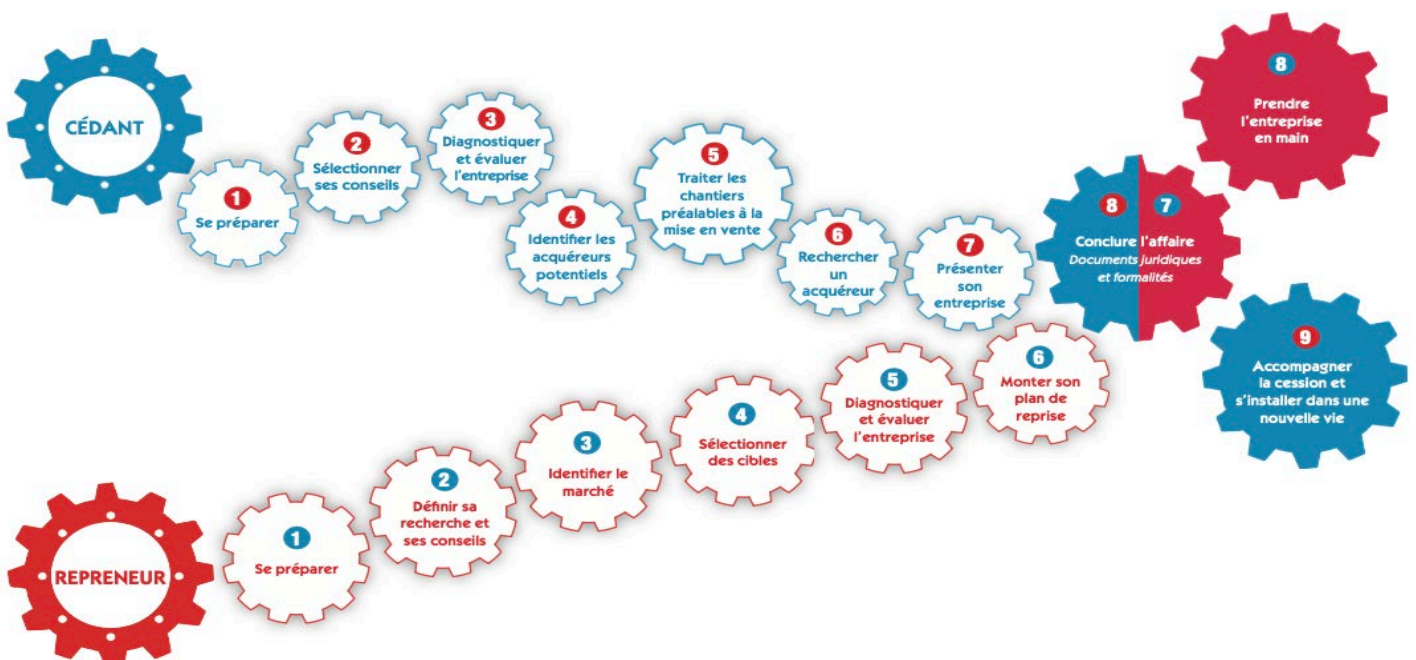 CÉDANT
1
Se préparer
2
Sélectionner
ses conseils
3
Diagnostiquer
et évaluer
l'entreprise
4
Identifier les
acquéreurs
potentiels
5
Traiter les
chantiers
préalables à la
mise en vente
6
Rechercher
un
acquéreur
7
Présenter
son
entreprise
8 7
Conclure l'affaire
Documents juridiques
et formalités
8
Prendre
l'entreprise
en main
9
Accompagner
la cession et
s'installer dans une
nouvelle vie
REPRENEUR
1
Se préparer
2
Définir sa
recherche et
ses conseils
3
Identifier le
marché
4
Sélectionner
des cibles
5
Diagnostiquer
et évaluer
l'entreprise
6
Monter son
plan de
reprise